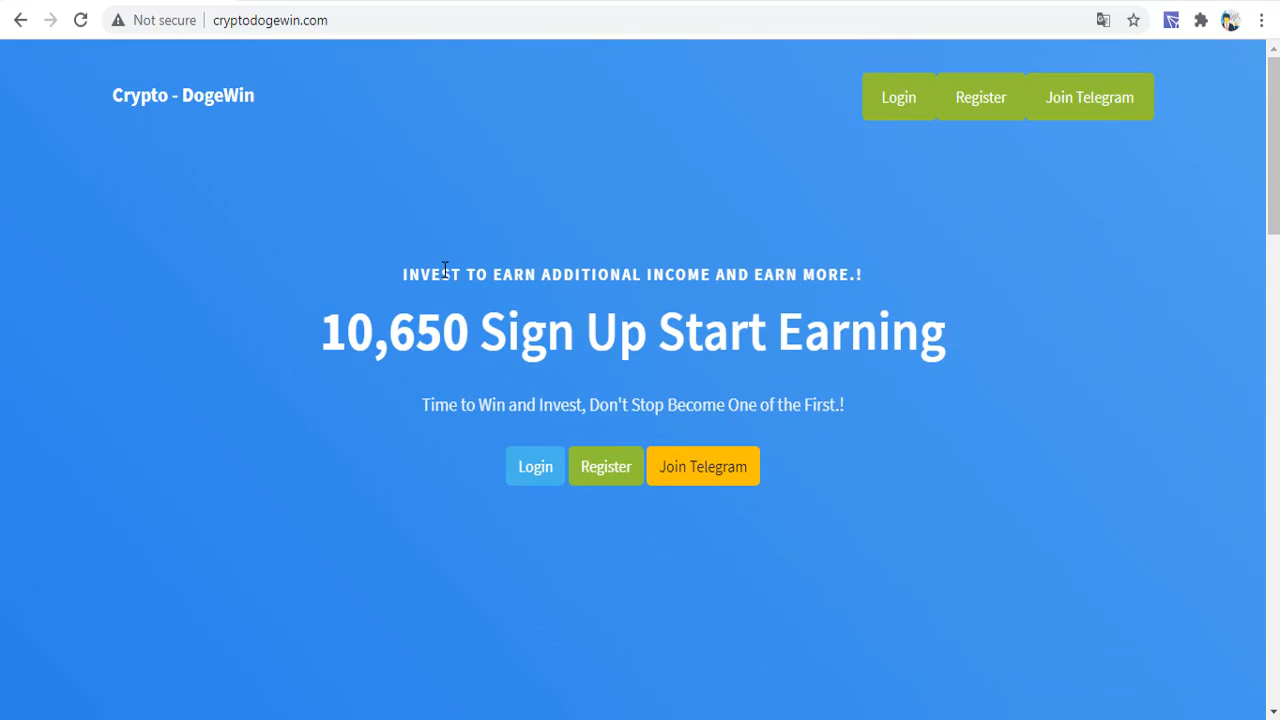 Not secure cryptodogewin.com
Crypto - DogeWin
Login Register Join Telegram
INVEST TO EARN ADDITIONAL INCOME AND EARN MORE.!
10,650 Sign Up Start Earning
Time to Win and Invest, Don't Stop Become One of the First.!
Login Register Join Telegram